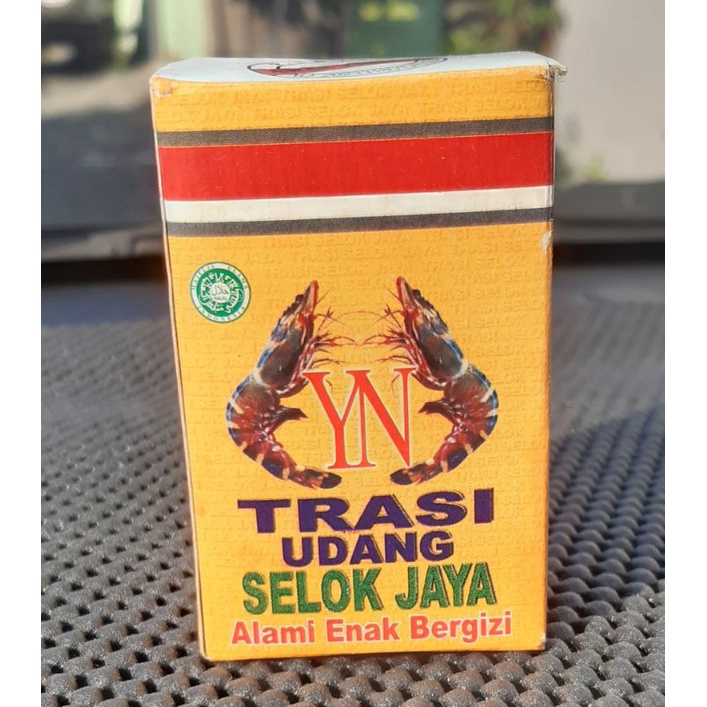 YN
TRASI
UDANG
SELOK JAYA
Alami Enak Bergizi